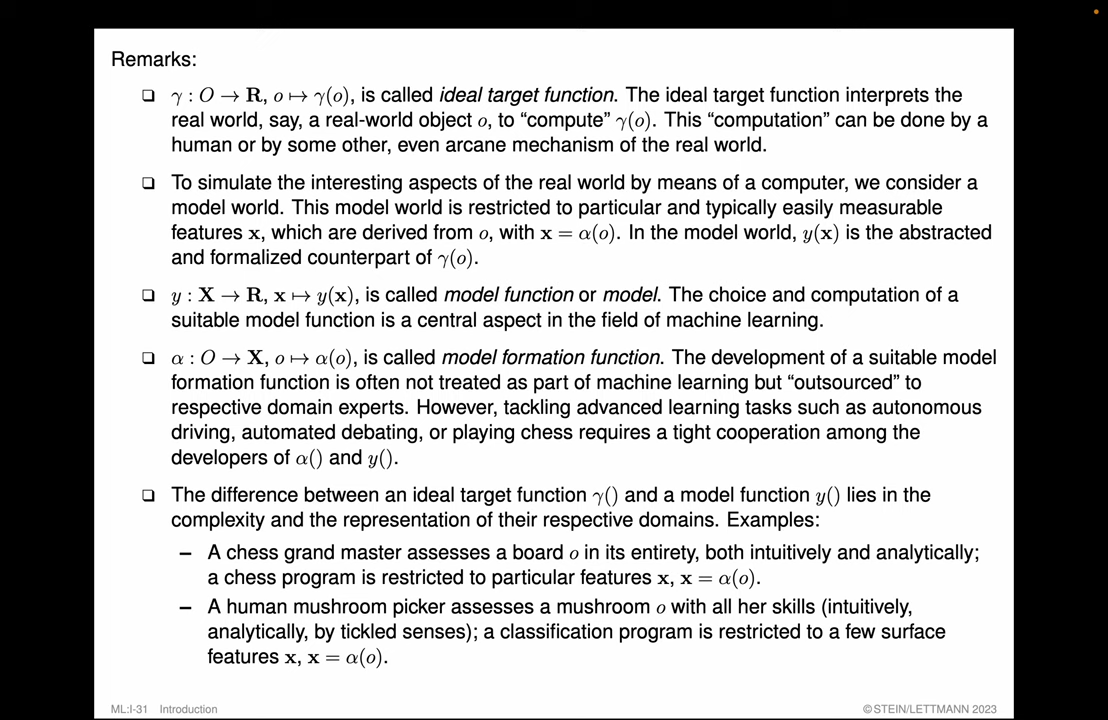 Remarks:
❑ γ : O → R, o ↦ γ(o), is called ideal target function. The ideal target function interprets the
real world, say, a real-world object o, to “compute” γ(o). This “computation” can be done by a
human or by some other, even arcane mechanism of the real world.
❑ To simulate the interesting aspects of the real world by means of a computer, we consider a
model world. This model world is restricted to particular and typically easily measurable
features x, which are derived from o, with x = α(o). In the model world, y(x) is the abstracted
and formalized counterpart of γ(o).
❑ y : X → R, x ↦ y(x), is called model function or model. The choice and computation of a
suitable model function is a central aspect in the field of machine learning.
❑ α : O → X, o ↦ α(o), is called model formation function. The development of a suitable model
formation function is often not treated as part of machine learning but “outsourced” to
respective domain experts. However, tackling advanced learning tasks such as autonomous
driving, automated debating, or playing chess requires a tight cooperation among the
developers of α() and y().
❑ The difference between an ideal target function γ() and a model function y() lies in the
complexity and the representation of their respective domains. Examples:
– A chess grand master assesses a board o in its entirety, both intuitively and analytically;
a chess program is restricted to particular features x, x = α(o).
– A human mushroom picker assesses a mushroom o with all her skills (intuitively,
analytically, by tickled senses); a classification program is restricted to a few surface
features x, x = α(o).
ML:I-31 Introduction ©STEIN/LETTMANN 2023